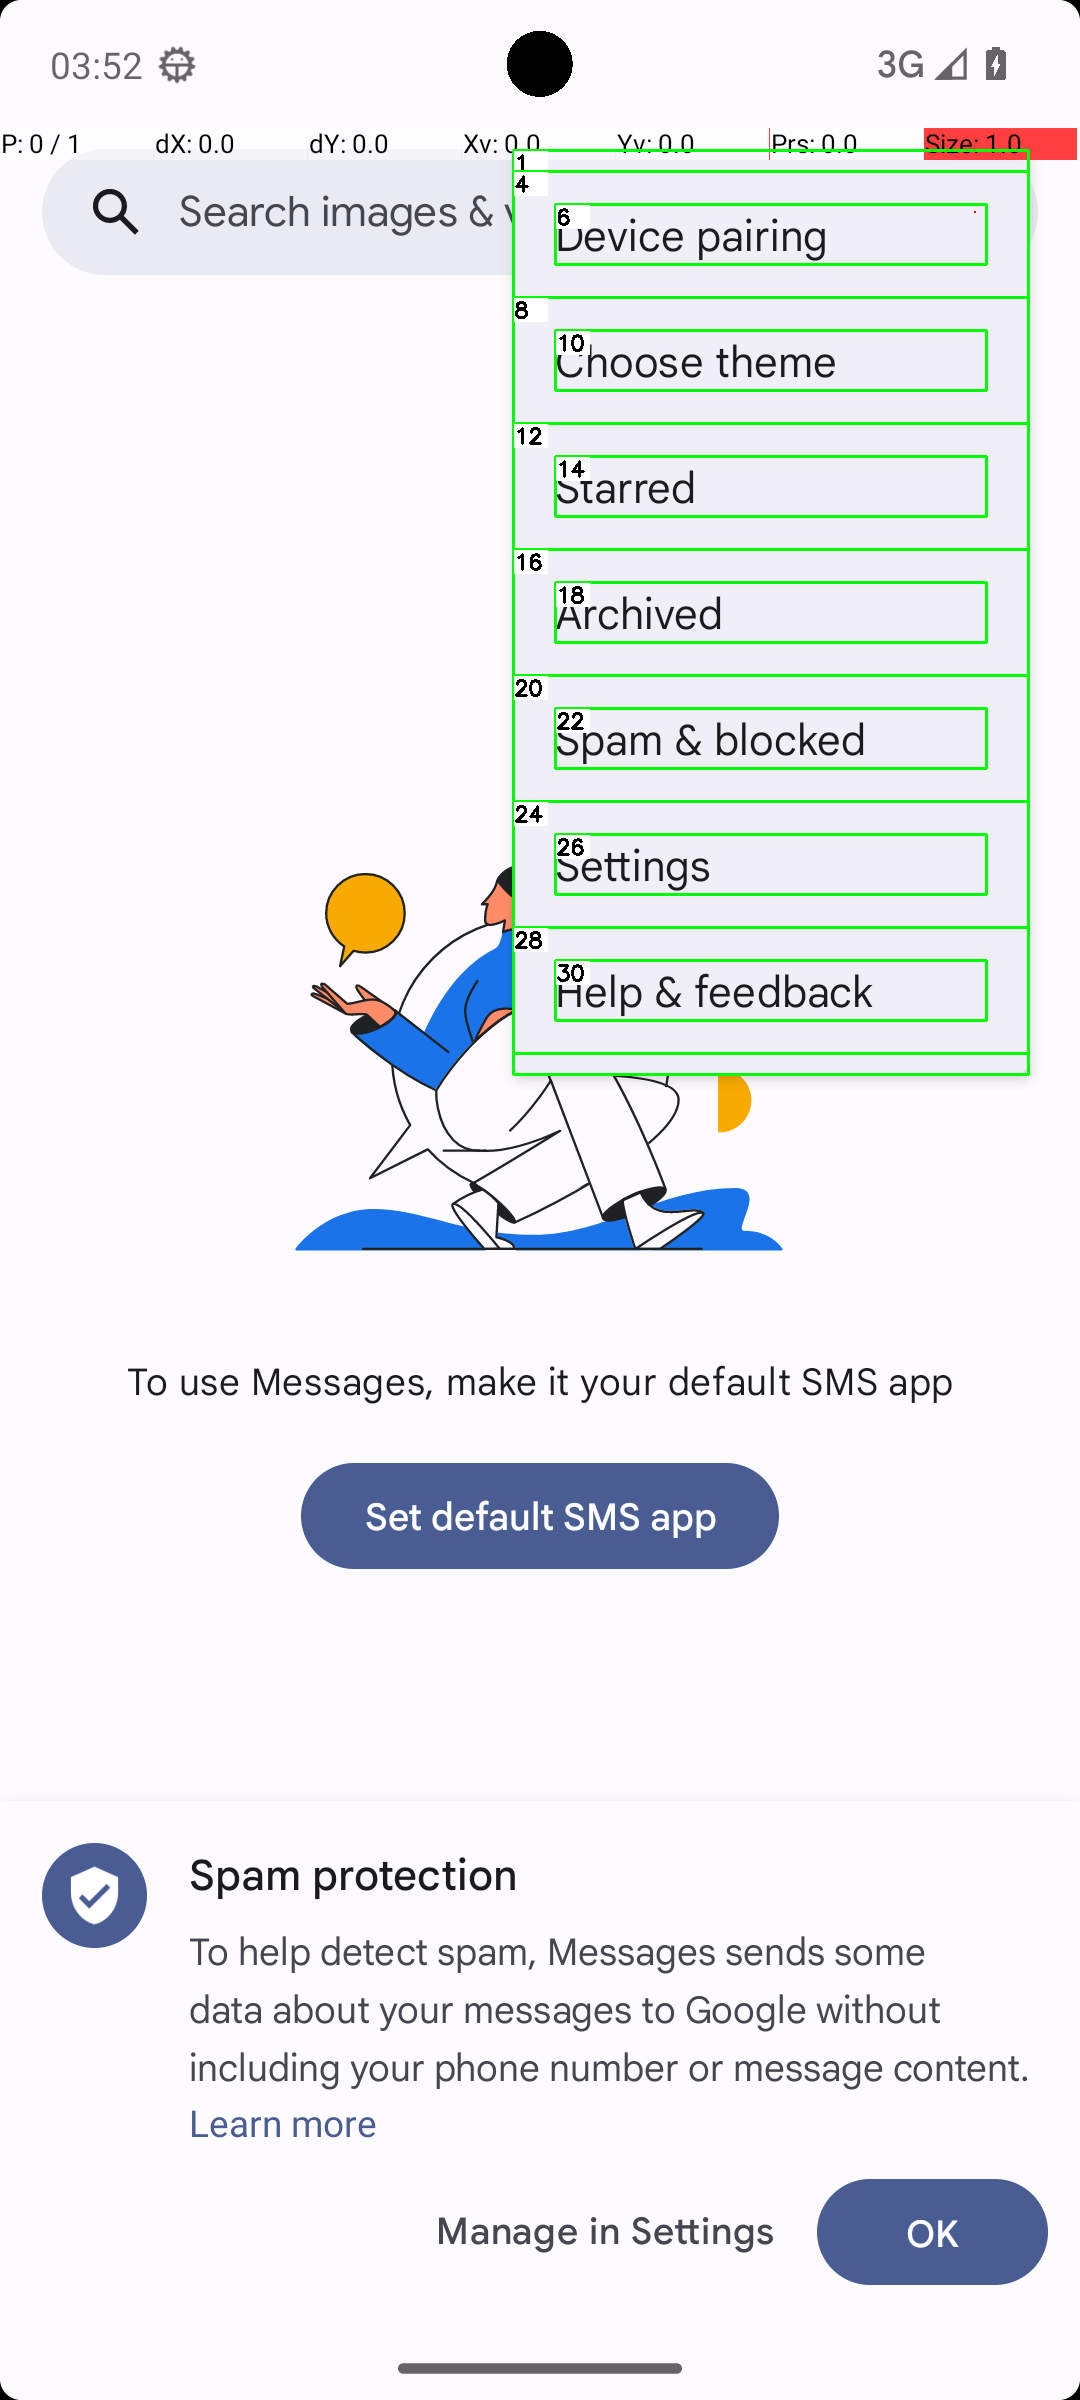 03:52
3G
P: 0 / 1
dX: 0.0
dY: 0.0
Xv: 0.0
Yv: 0.0
Prs: 0.0
Size: 1.0
Search images &
1
4
6
Device pairing
8
10
Choose theme
12
14
Starred
16
18
Archived
20
22
Spam & blocked
24
26
Settings
28
30
Help & feedback
To use Messages, make it your default SMS app
Set default SMS app
Spam protection
To help detect spam, Messages sends some
data about your messages to Google without
including your phone number or message content.
Learn more
Manage in Settings
OK